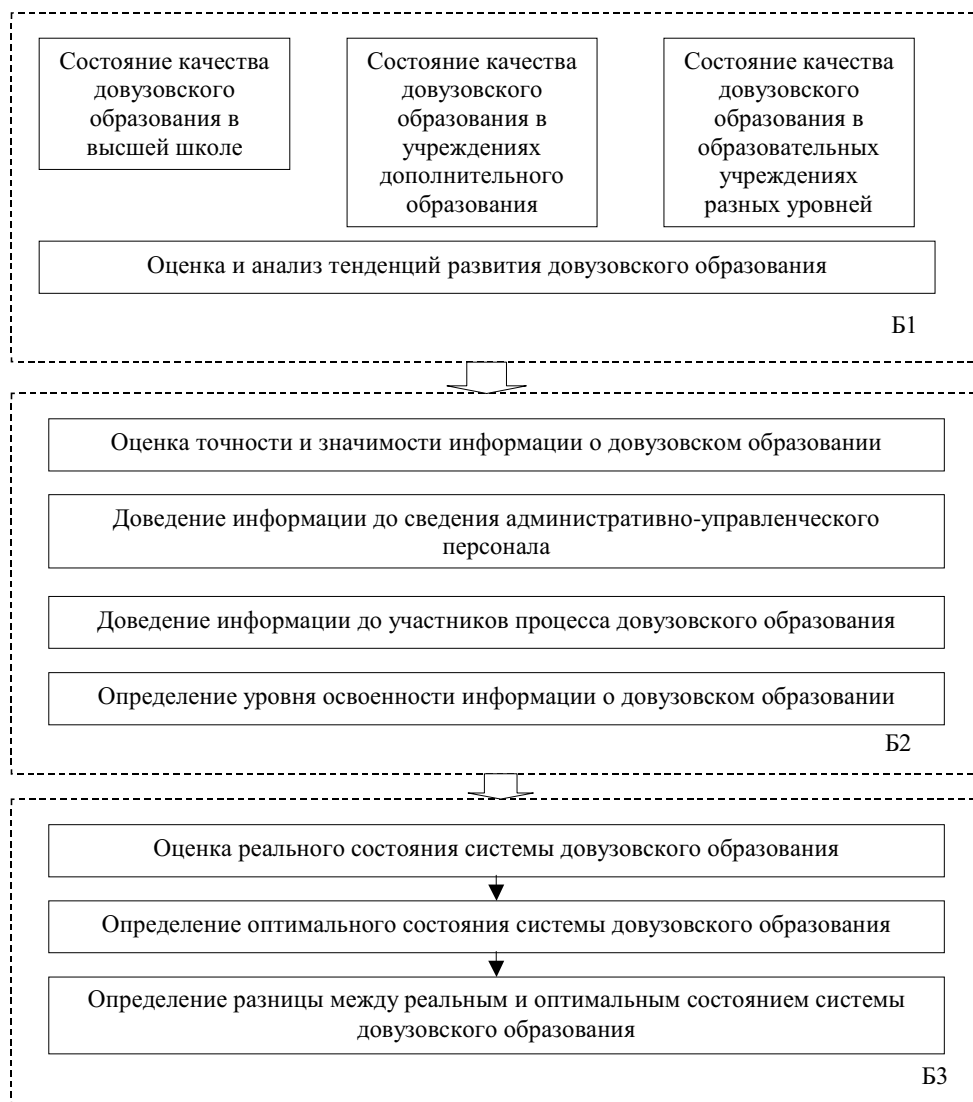 Состояние качества
довузовского
образования в
высшей школе
Состояние качества
довузовского
образования в
учреждениях
дополнительного
образования
Состояние качества
довузовского
образования в
образовательных
учреждениях
разных уровней
Оценка и анализ тенденций развития довузовского образования
Б1
Оценка точности и значимости информации о довузовском образовании
Доведение информации до сведения административно-управленческого
персонала
Доведение информации до участников процесса довузовского образования
Определение уровня освоенности информации о довузовском образовании
Б2
Оценка реального состояния системы довузовского образования
Определение оптимального состояния системы довузовского образования
Определение разницы между реальным и оптимальным состоянием системы
довузовского образования
Б3